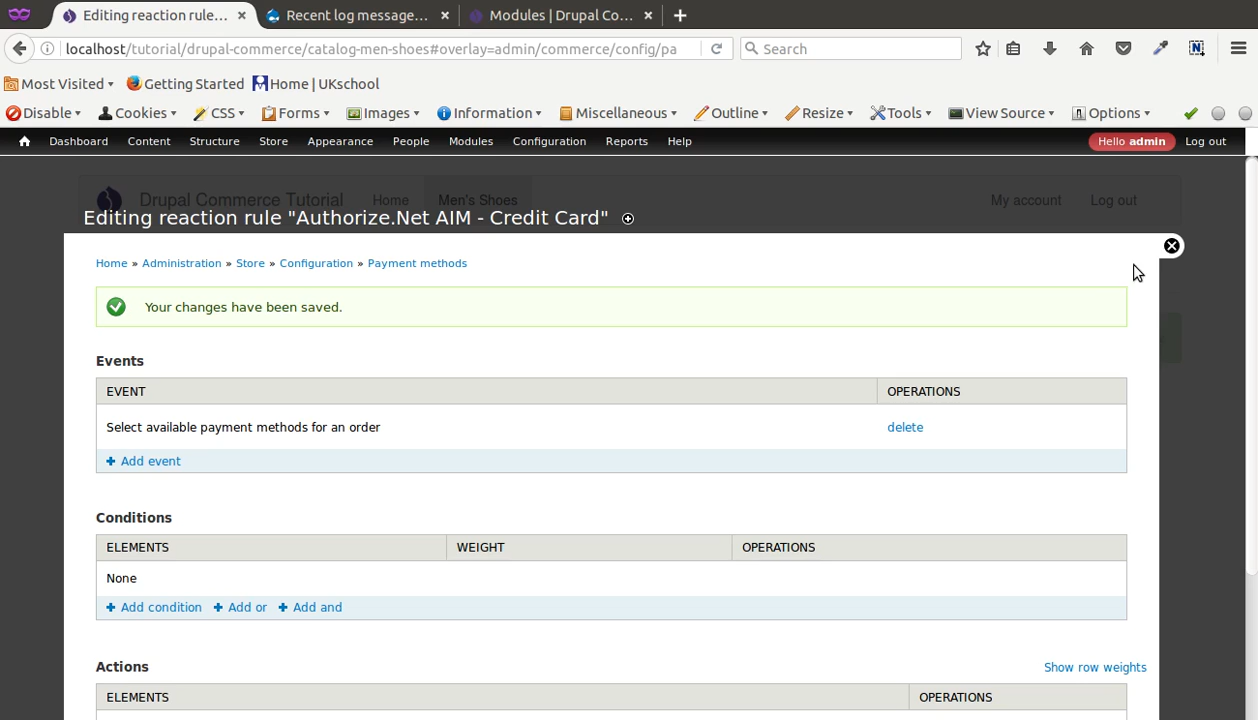 Editing reaction rule... × Recent log message... × Modules | Drupal Co... ×
localhost/tutorial/drupal-commerce/catalog-men-shoes#overlay=admin/commerce/config/pa Search
Most Visited Getting Started Home | UKschool
Disable Cookies CSS Forms Images Information Miscellaneous Outline Resize Tools View Source Options
Dashboard Content Structure Store Appearance People Modules Configuration Reports Help Hello admin Log out
Drupal Commerce Tutorial Home Men's Shoes My account Log out
Editing reaction rule "Authorize.Net AIM - Credit Card"
Home » Administration » Store » Configuration » Payment methods
Your changes have been saved.
Events
EVENT OPERATIONS
Select available payment methods for an order delete
Add event
Conditions
ELEMENTS WEIGHT OPERATIONS
None
Add condition Add or Add and
Actions Show row weights
ELEMENTS OPERATIONS